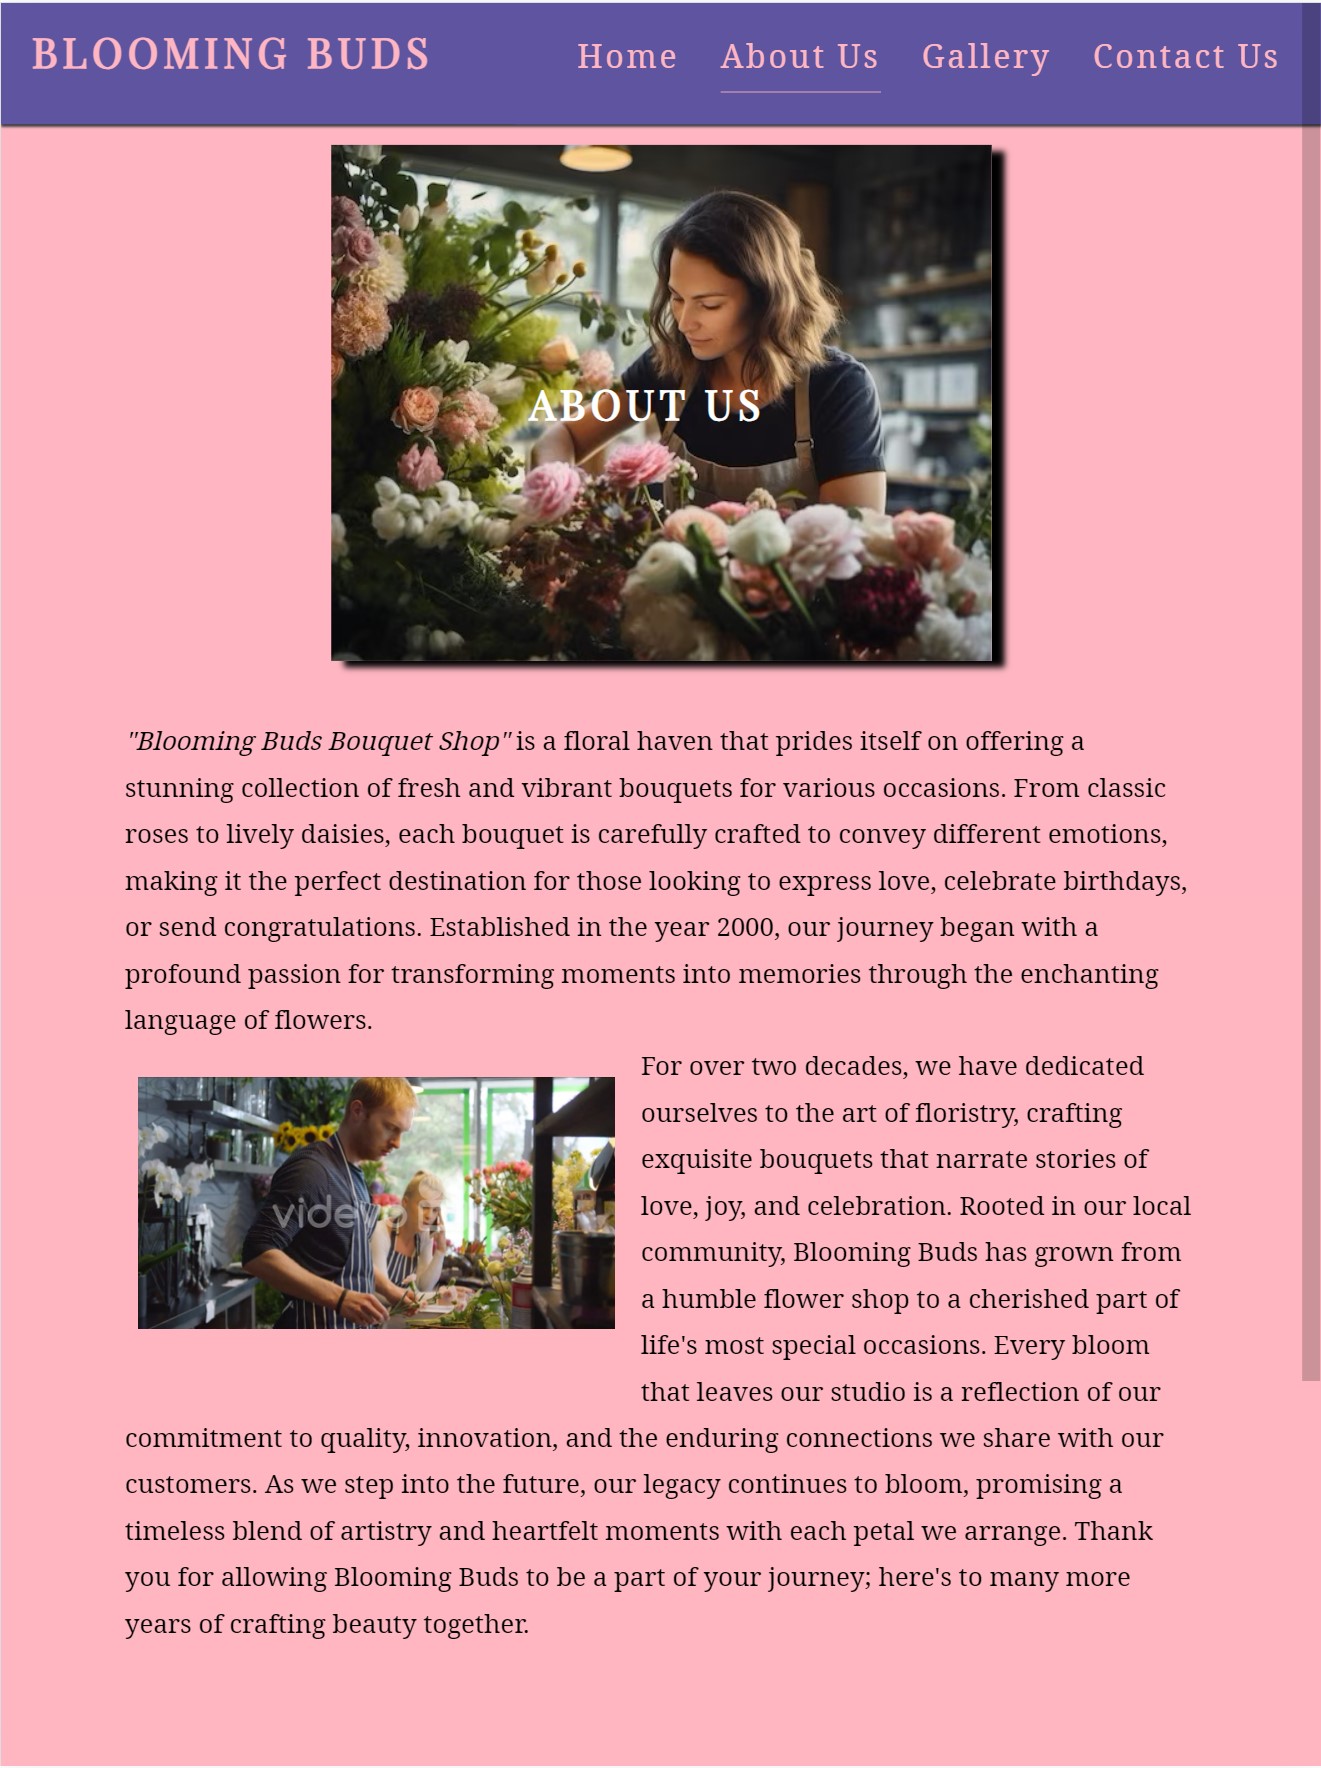 BLOOMING BUDS
Home About Us Gallery Contact Us
ABOUT US
"Blooming Buds Bouquet Shop" is a floral haven that prides itself on offering a
stunning collection of fresh and vibrant bouquets for various occasions. From classic
roses to lively daisies, each bouquet is carefully crafted to convey different emotions,
making it the perfect destination for those looking to express love, celebrate birthdays,
or send congratulations. Established in the year 2000, our journey began with a
profound passion for transforming moments into memories through the enchanting
language of flowers.
For over two decades, we have dedicated
ourselves to the art of floristry, crafting
exquisite bouquets that narrate stories of
love, joy, and celebration. Rooted in our local
community, Blooming Buds has grown from
a humble flower shop to a cherished part of
life's most special occasions. Every bloom
that leaves our studio is a reflection of our
videvo
commitment to quality, innovation, and the enduring connections we share with our
customers. As we step into the future, our legacy continues to bloom, promising a
timeless blend of artistry and heartfelt moments with each petal we arrange. Thank
you for allowing Blooming Buds to be a part of your journey; here's to many more
years of crafting beauty together.